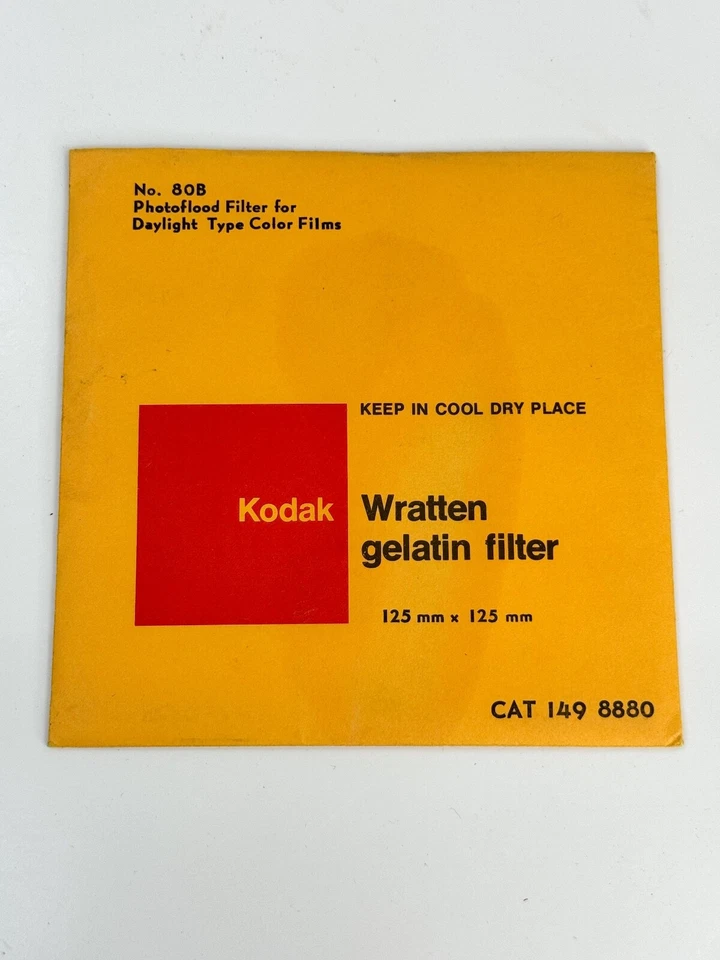 No. 80B
Photoflood Filter for
Daylight Type Color Films
KEEP IN COOL DRY PLACE
Kodak Wratten
gelatin filter
125 mm x 125 mm
CAT 149 8880